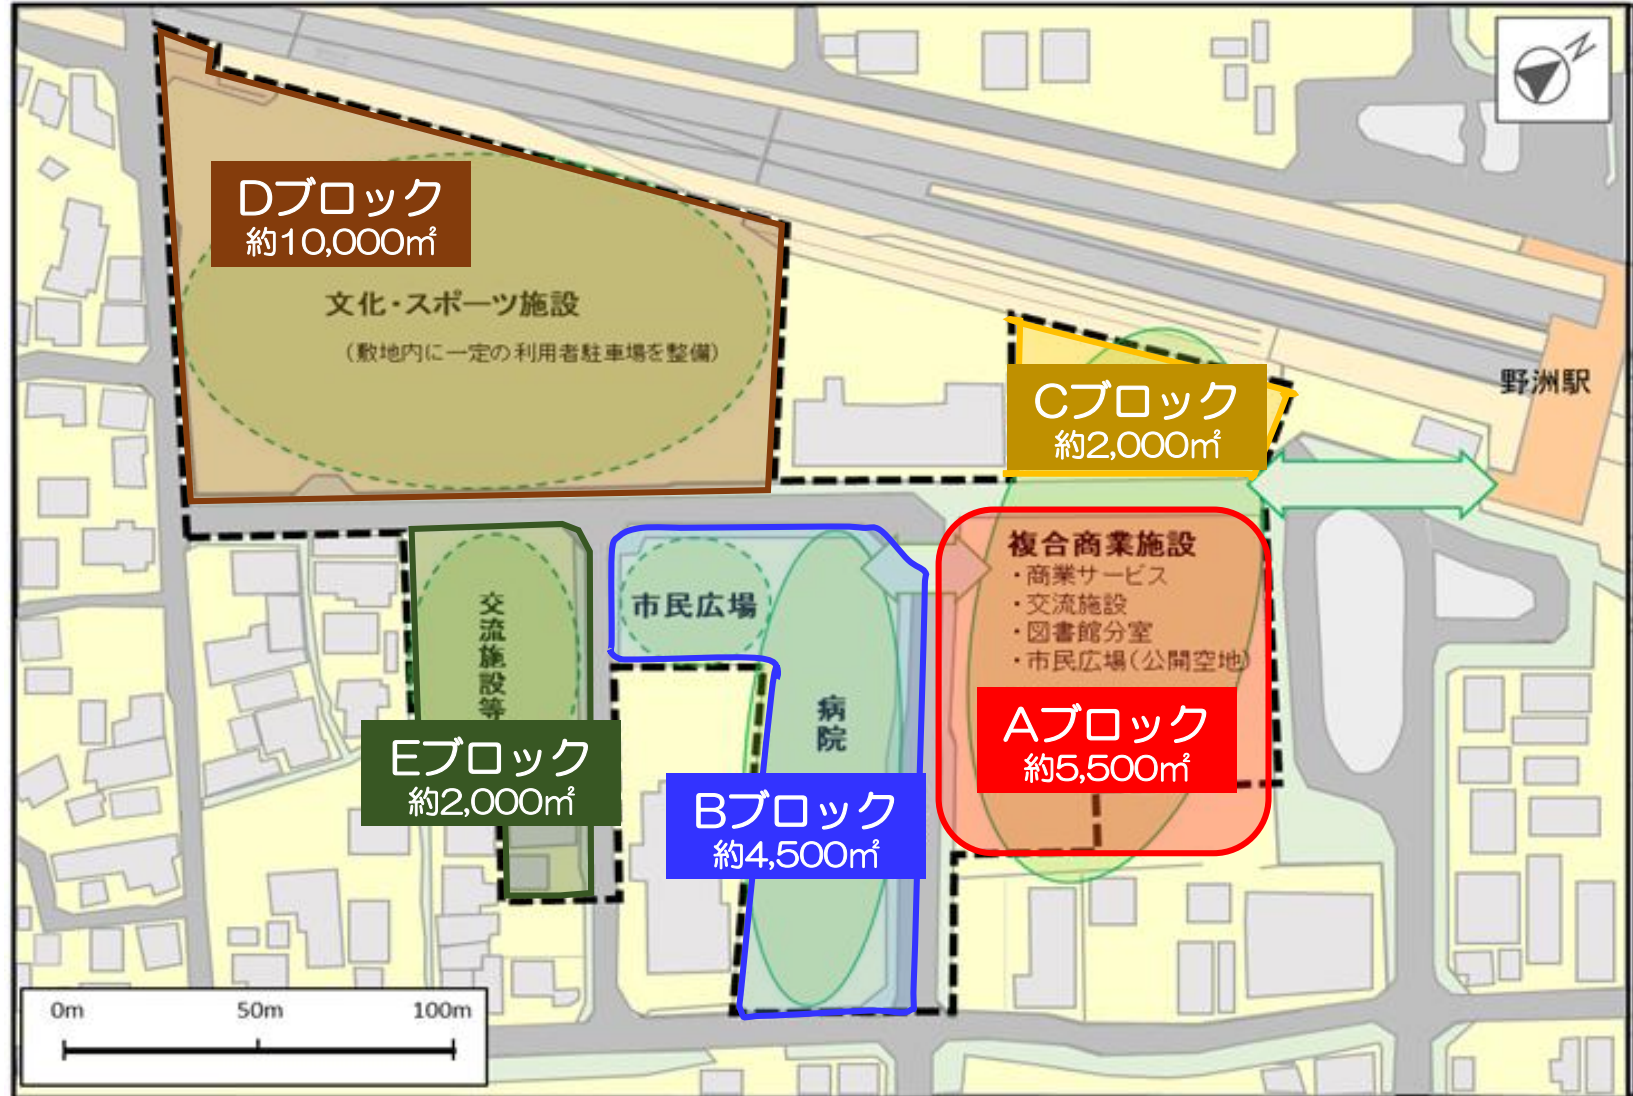 N
Dブロック
約10,000㎡
文化・スポーツ施設
（敷地内に一定の利用者駐車場を整備）
Cブロック
約2,000㎡
野洲駅
複合商業施設
・商業サービス
・交流施設
・図書館分室
・市民広場（公開空地）
Aブロック
約5,500㎡
市民広場
病院
Bブロック
約4,500㎡
交流施設等
Eブロック
約2,000㎡
0m 50m 100m